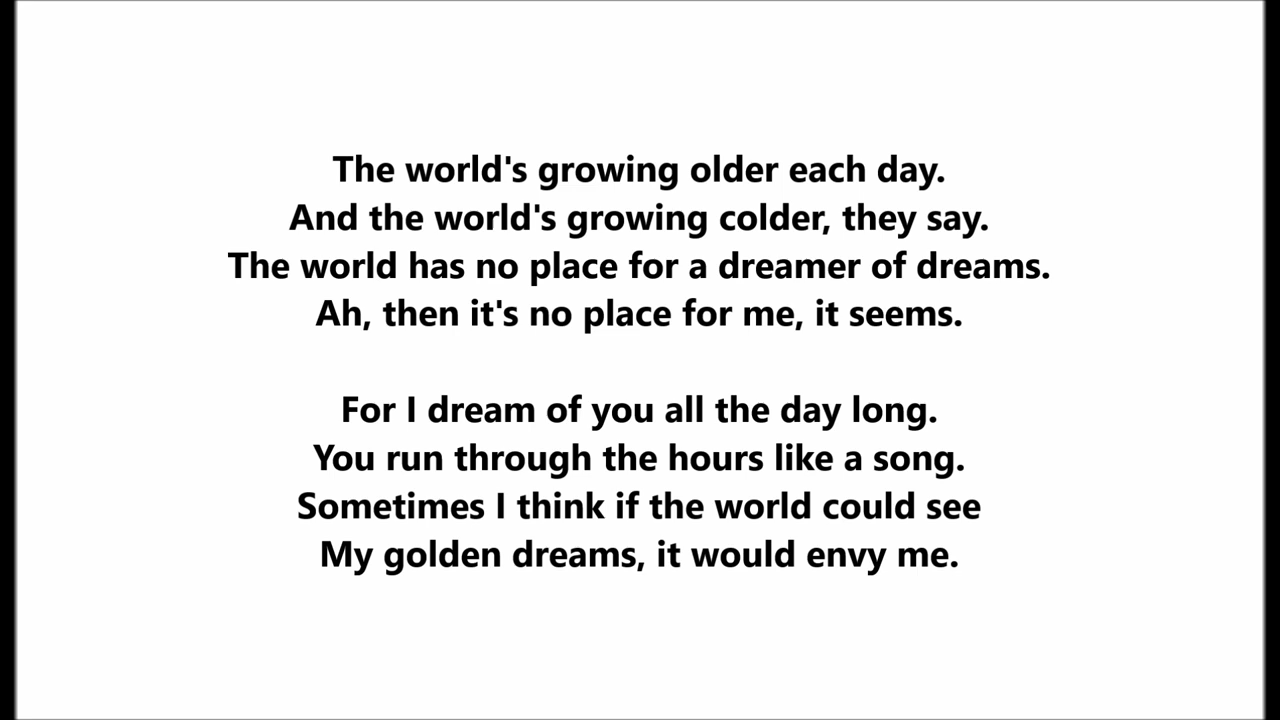 The world's growing older each day.
And the world's growing colder, they say.
The world has no place for a dreamer of dreams.
Ah, then it's no place for me, it seems.
For I dream of you all the day long.
You run through the hours like a song.
Sometimes I think if the world could see
My golden dreams, it would envy me.